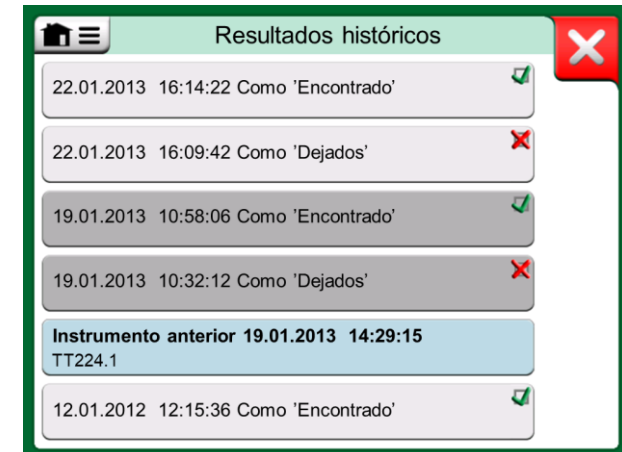 Resultados históricos
22.01.2013 16:14:22 Como 'Encontrado'
22.01.2013 16:09:42 Como 'Dejados'
19.01.2013 10:58:06 Como 'Encontrado'
19.01.2013 10:32:12 Como 'Dejados'
Instrumento anterior 19.01.2013 14:29:15
TT224.1
12.01.2012 12:15:36 Como 'Encontrado'